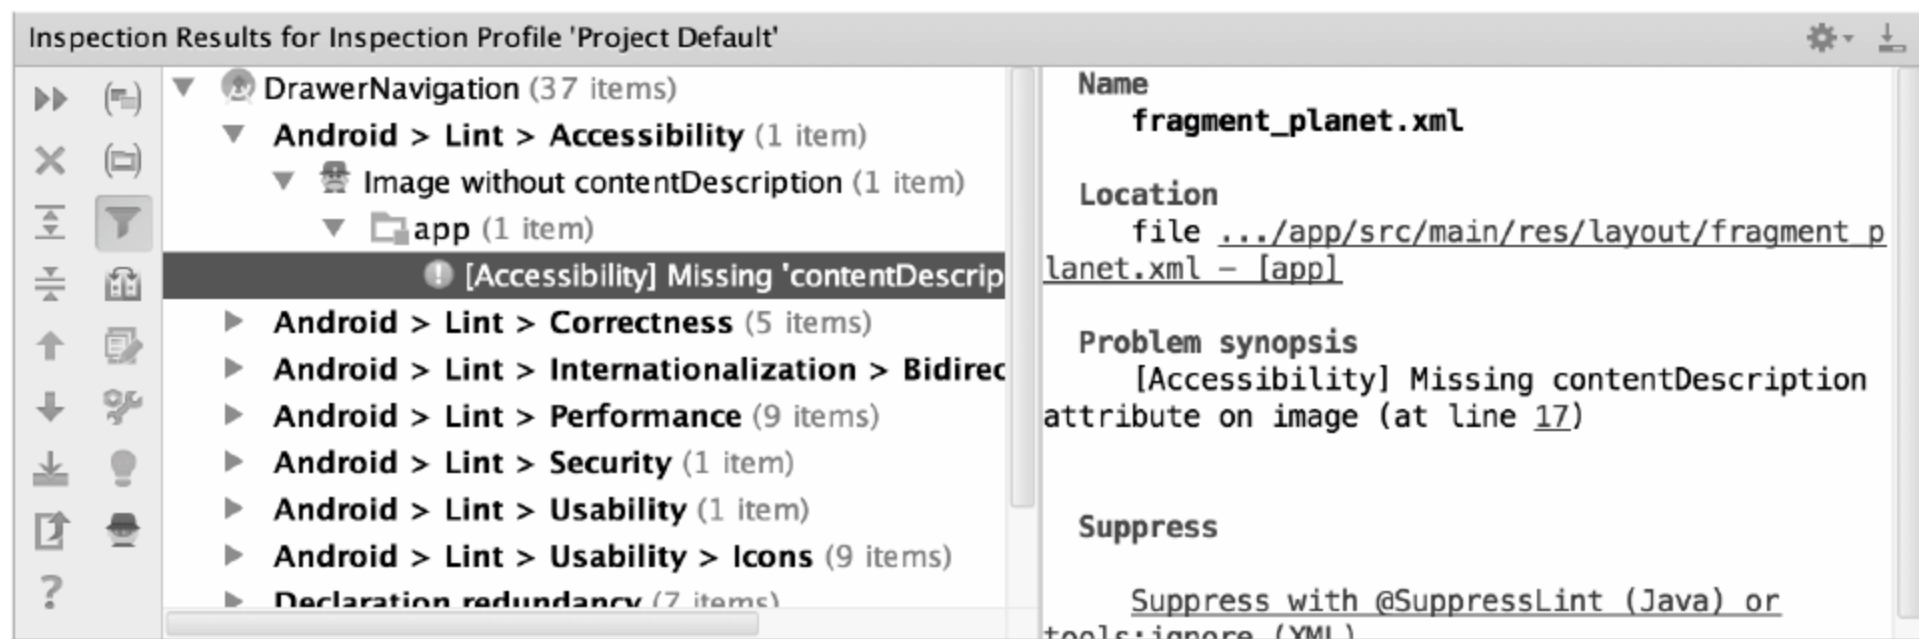 Inspection Results for Inspection Profile 'Project Default'
DrawerNavigation (37 items)
Android > Lint > Accessibility (1 item)
Image without contentDescription (1 item)
app (1 item)
[Accessibility] Missing 'contentDescrip
Android > Lint > Correctness (5 items)
Android > Lint > Internationalization > Bidirec
Android > Lint > Performance (9 items)
Android > Lint > Security (1 item)
Android > Lint > Usability (1 item)
Android > Lint > Usability > Icons (9 items)
Declaration redundancy (7 items)
?
Name
fragment_planet.xml
Location
file .../app/src/main/res/layout/fragment_p
lanet.xml – [app]
Problem synopsis
[Accessibility] Missing contentDescription
attribute on image (at line 17)
Suppress
Suppress with @SuppressLint (Java) or
tools:ignore (XML)